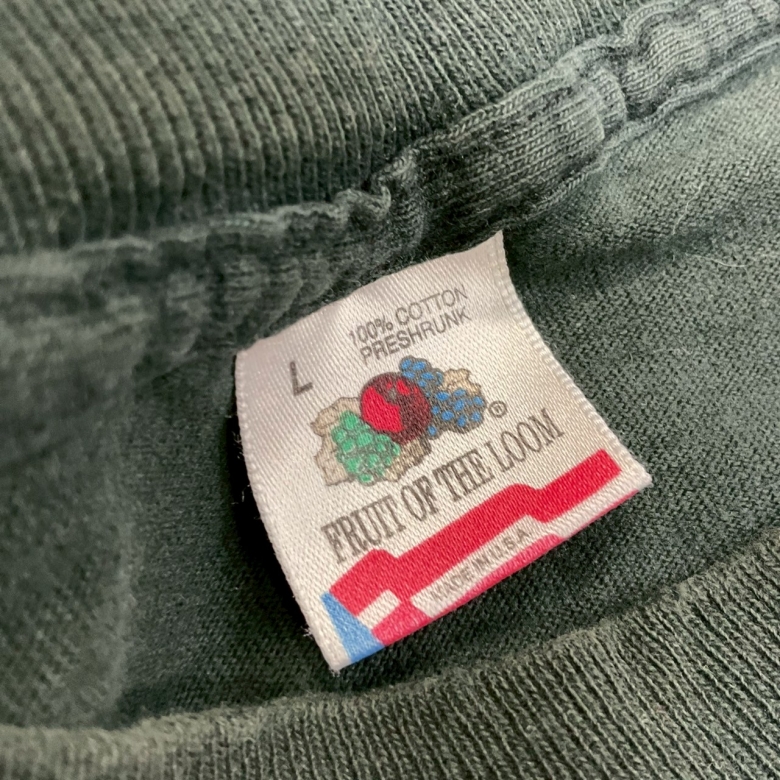 100% COTTON
PRESHRUNK
L
®
FRUIT OF THE LOOM
MADE IN U.S.A.